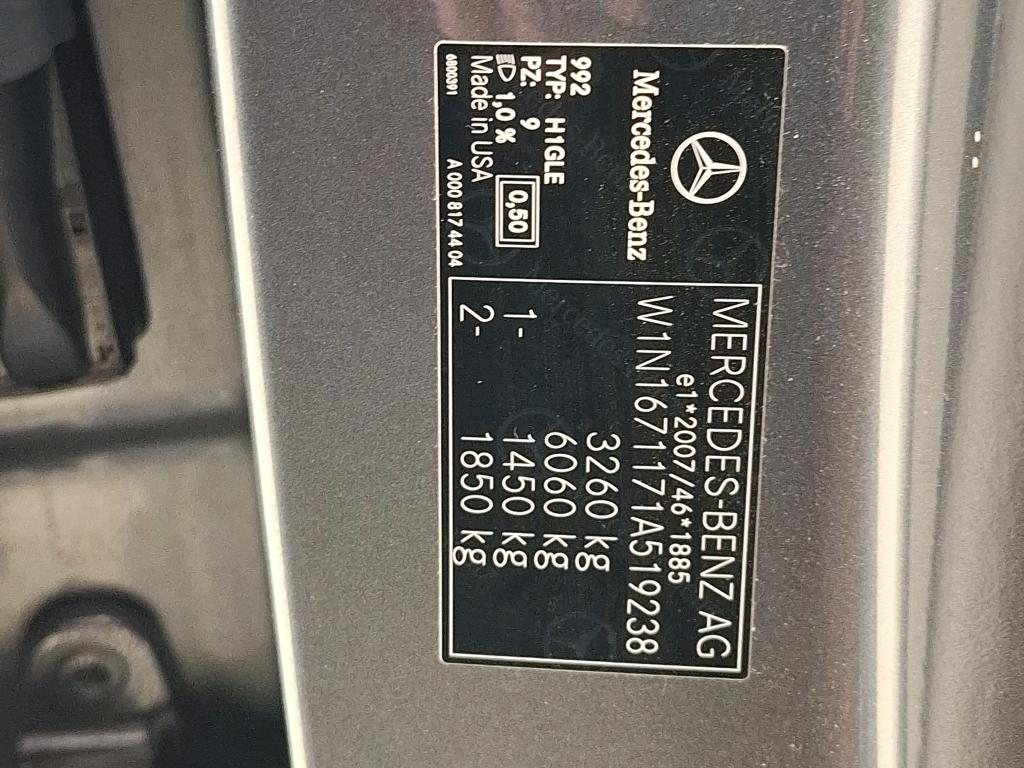 Mercedes-Benz
992
TYP: H1GLE
PZ: 9
1,0 %
0,50
Made in USA
6800391
A 000 817 44 04
MERCEDES-BENZ AG
e1*2007/46*1885
W1N1671171A519238
3260 kg
6060 kg
1- 1450 kg
2- 1850 kg